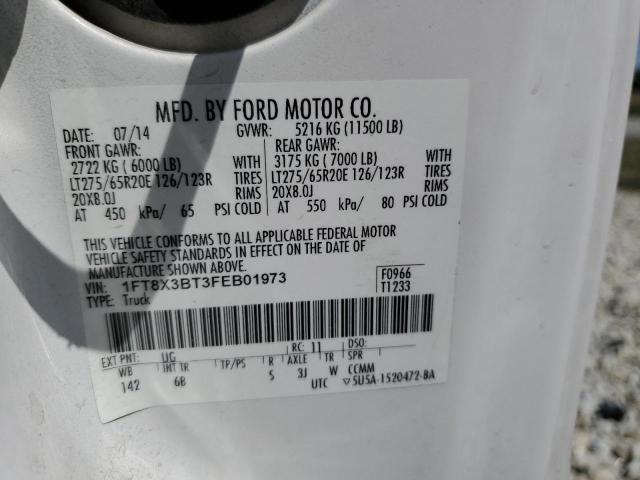 MFD. BY FORD MOTOR CO.
DATE: 07/14 GVWR: 5216 KG (11500 LB)
FRONT GAWR: REAR GAWR:
2722 KG ( 6000 LB) WITH 3175 KG ( 7000 LB) WITH
LT275/65R20E 126/123R TIRES LT275/65R20E 126/123R TIRES
20X8.0J RIMS 20X8.0J RIMS
AT 450 kPa/ 65 PSI COLD AT 550 kPa/ 80 PSI COLD
THIS VEHICLE CONFORMS TO ALL APPLICABLE FEDERAL MOTOR
VEHICLE SAFETY STANDARDS IN EFFECT ON THE DATE OF
MANUFACTURE SHOWN ABOVE.
VIN: 1FT8X3BT3FEB01973 F0966
TYPE: Truck T1233
EXT PNT: UG RC: 11 DSO:
WB INT TR TP/PS R AXLE TR SPR
142 6B S 3J W CCMM
UTC ▽5U5A-1520472-BA